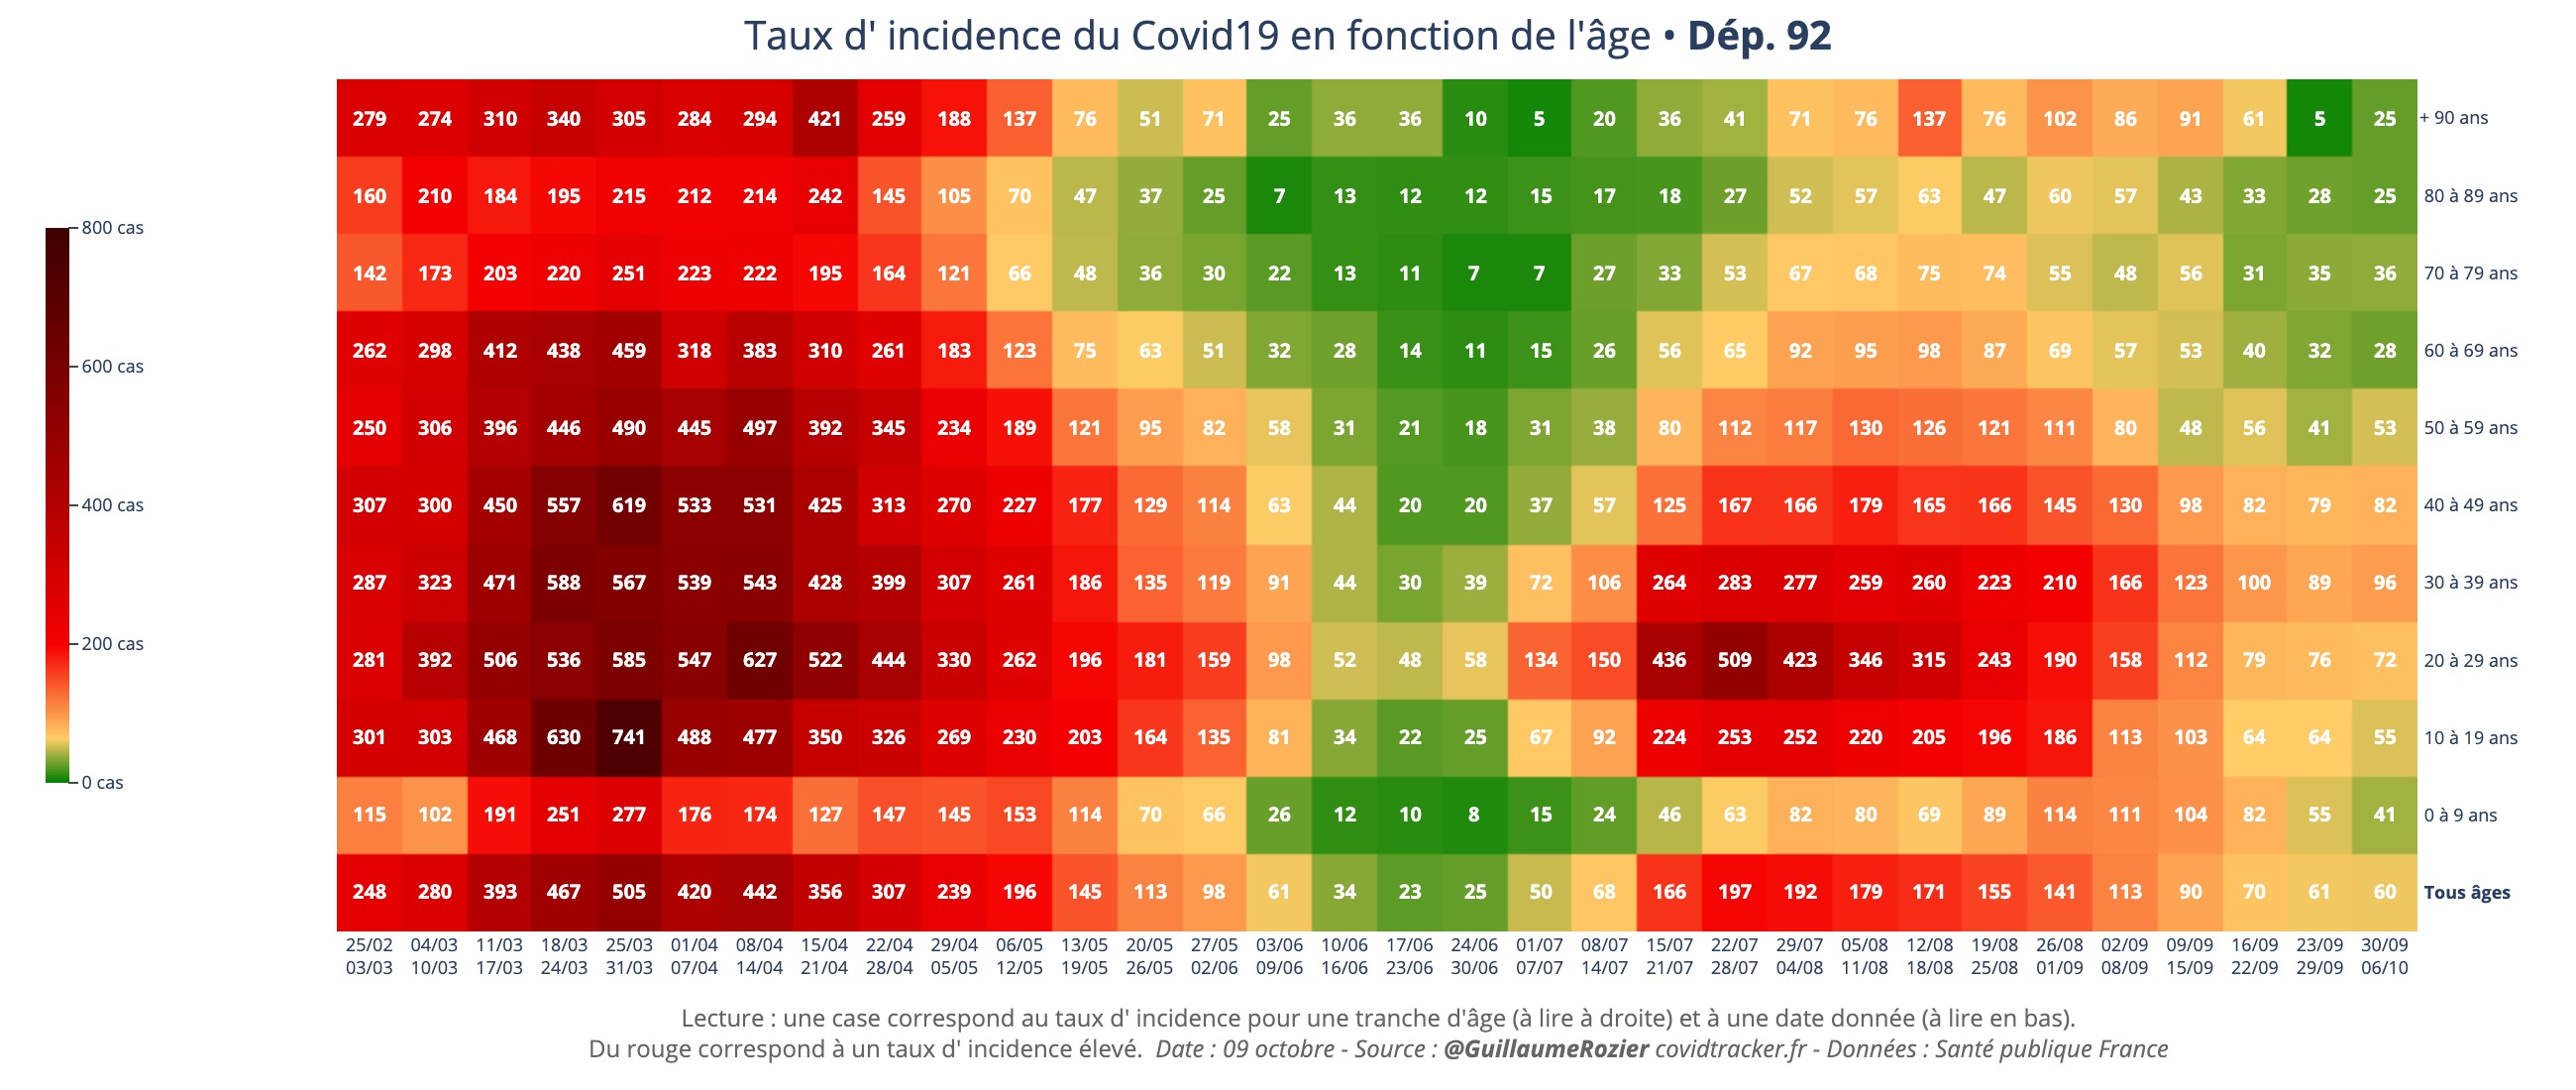 Taux d' incidence du Covid19 en fonction de l'âge • Dép. 92
800 cas
600 cas
400 cas
200 cas
0 cas
279 274 310 340 305 284 294 421 259 188 137 76 51 71 25 36 36 10 5 20 36 41 71 76 137 76 102 86 91 61 5 25 + 90 ans
160 210 184 195 215 212 214 242 145 105 70 47 37 25 7 13 12 12 15 17 18 27 52 57 63 47 60 57 43 33 28 25 80 à 89 ans
142 173 203 220 251 223 222 195 164 121 66 48 36 30 22 13 11 7 7 27 33 53 67 68 75 74 55 48 56 31 35 36 70 à 79 ans
262 298 412 438 459 318 383 310 261 183 123 75 63 51 32 28 14 11 15 26 56 65 92 95 98 87 69 57 53 40 32 28 60 à 69 ans
250 306 396 446 490 445 497 392 345 234 189 121 95 82 58 31 21 18 31 38 80 112 117 130 126 121 111 80 48 56 41 53 50 à 59 ans
307 300 450 557 619 533 531 425 313 270 227 177 129 114 63 44 20 20 37 57 125 167 166 179 165 166 145 130 98 82 79 82 40 à 49 ans
287 323 471 588 567 539 543 428 399 307 261 186 135 119 91 44 30 39 72 106 264 283 277 259 260 223 210 166 123 100 89 96 30 à 39 ans
281 392 506 536 585 547 627 522 444 330 262 196 181 159 98 52 48 58 134 150 436 509 423 346 315 243 190 158 112 79 76 72 20 à 29 ans
301 303 468 630 741 488 477 350 326 269 230 203 164 135 81 34 22 25 67 92 224 253 252 220 205 196 186 113 103 64 64 55 10 à 19 ans
115 102 191 251 277 176 174 127 147 145 153 114 70 66 26 12 10 8 15 24 46 63 82 80 69 89 114 111 104 82 55 41 0 à 9 ans
248 280 393 467 505 420 442 356 307 239 196 145 113 98 61 34 23 25 50 68 166 197 192 179 171 155 141 113 90 70 61 60 Tous âges
25/02 04/03 11/03 18/03 25/03 01/04 08/04 15/04 22/04 29/04 06/05 13/05 20/05 27/05 03/06 10/06 17/06 24/06 01/07 08/07 15/07 22/07 29/07 05/08 12/08 19/08 26/08 02/09 09/09 16/09 23/09 30/09
03/03 10/03 17/03 24/03 31/03 07/04 14/04 21/04 28/04 05/05 12/05 19/05 26/05 02/06 09/06 16/06 23/06 30/06 07/07 14/07 21/07 28/07 04/08 11/08 18/08 25/08 01/09 08/09 15/09 22/09 29/09 06/10
Lecture : une case correspond au taux d' incidence pour une tranche d'âge (à lire à droite) et à une date donnée (à lire en bas).
Du rouge correspond à un taux d' incidence élevé. Date : 09 octobre - Source : @GuillaumeRozier covidtracker.fr - Données : Santé publique France